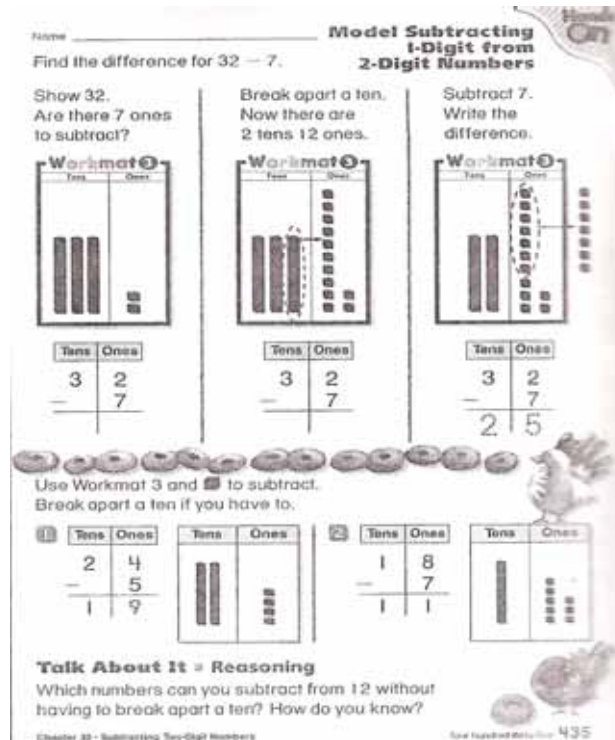 Name
Model Subtracting
1-Digit from
2-Digit Numbers
Find the difference for 32 − 7.
Show 32.
Are there 7 ones
to subtract?
Workmat 3
Tens Ones
Tens Ones
3 2
− 7
Break apart a ten.
Now there are
2 tens 12 ones.
Workmat 3
Tens Ones
Tens Ones
3 2
− 7
Subtract 7.
Write the
difference.
Workmat 3
Tens Ones
Tens Ones
3 2
− 7
2 5
Use Workmat 3 and to subtract.
Break apart a ten if you have to.
1 Tens Ones
2 4
− 5
1 9
Tens Ones
2 Tens Ones
1 8
− 7
1 1
Tens Ones
Talk About It • Reasoning
Which numbers can you subtract from 12 without
having to break apart a ten? How do you know?
Subtracting Two-Digit Numbers
435